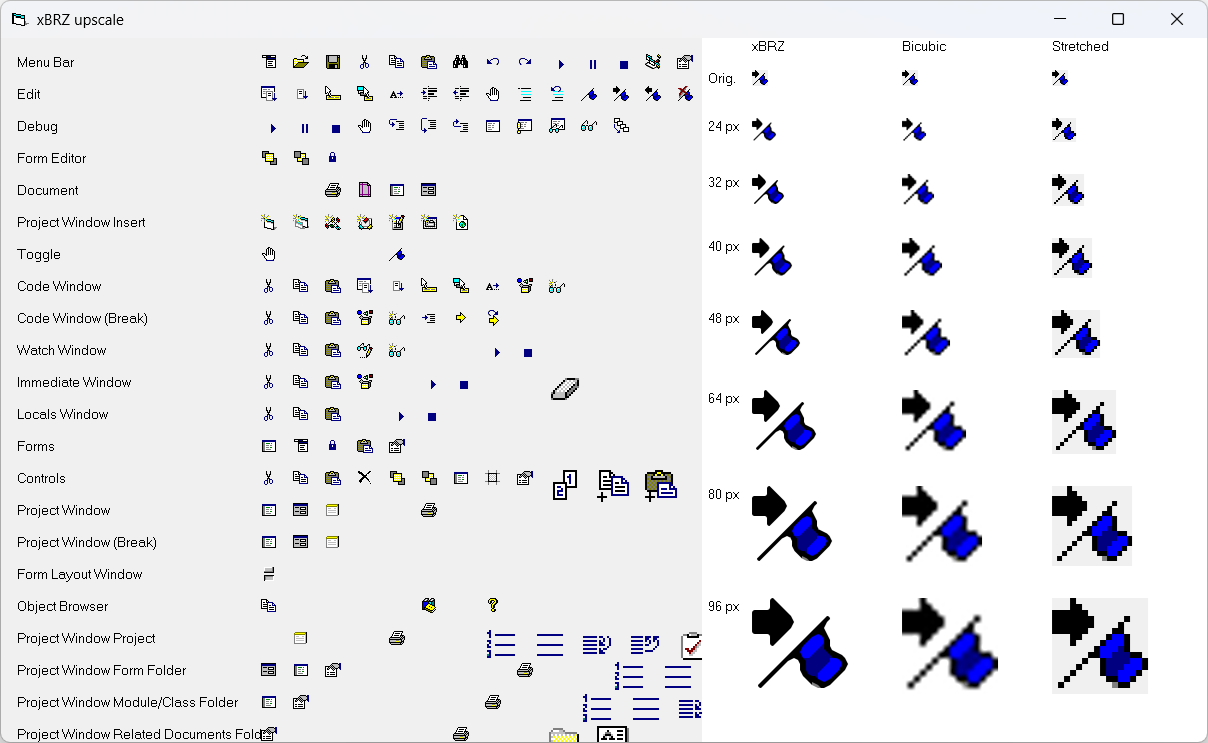 xBRZ upscale
xBRZ Bicubic Stretched
Menu Bar
Orig.
Edit
Debug
24 px
Form Editor
Document
32 px
Project Window Insert
Toggle
40 px
Code Window
Code Window (Break)
48 px
Watch Window
Immediate Window
64 px
Locals Window
Forms
Controls
80 px
Project Window
Project Window (Break)
Form Layout Window
Object Browser
96 px
Project Window Project
Project Window Form Folder
Project Window Module/Class Folder
Project Window Related Documents Fold